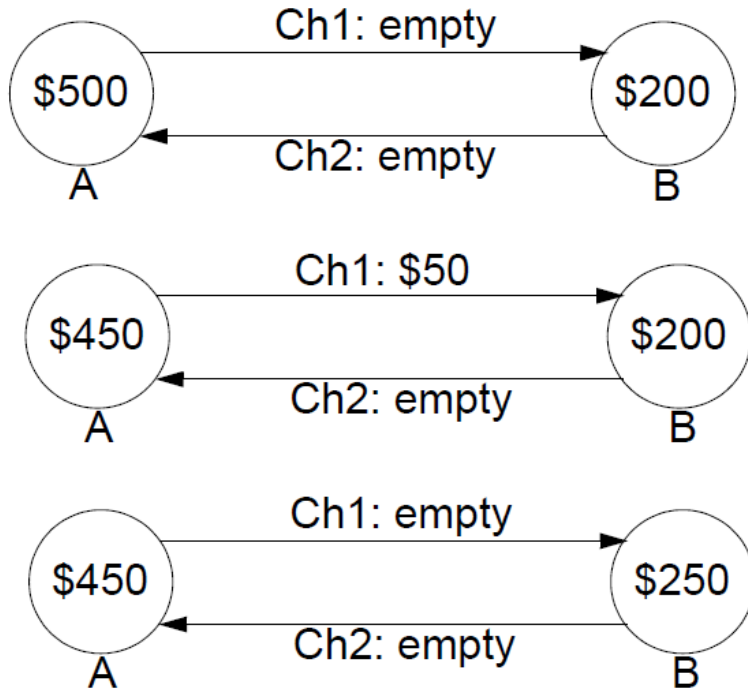 Ch1: empty
$500 $200
Ch2: empty
A B
Ch1: $50
$450 $200
Ch2: empty
A B
Ch1: empty
$450 $250
Ch2: empty
A B